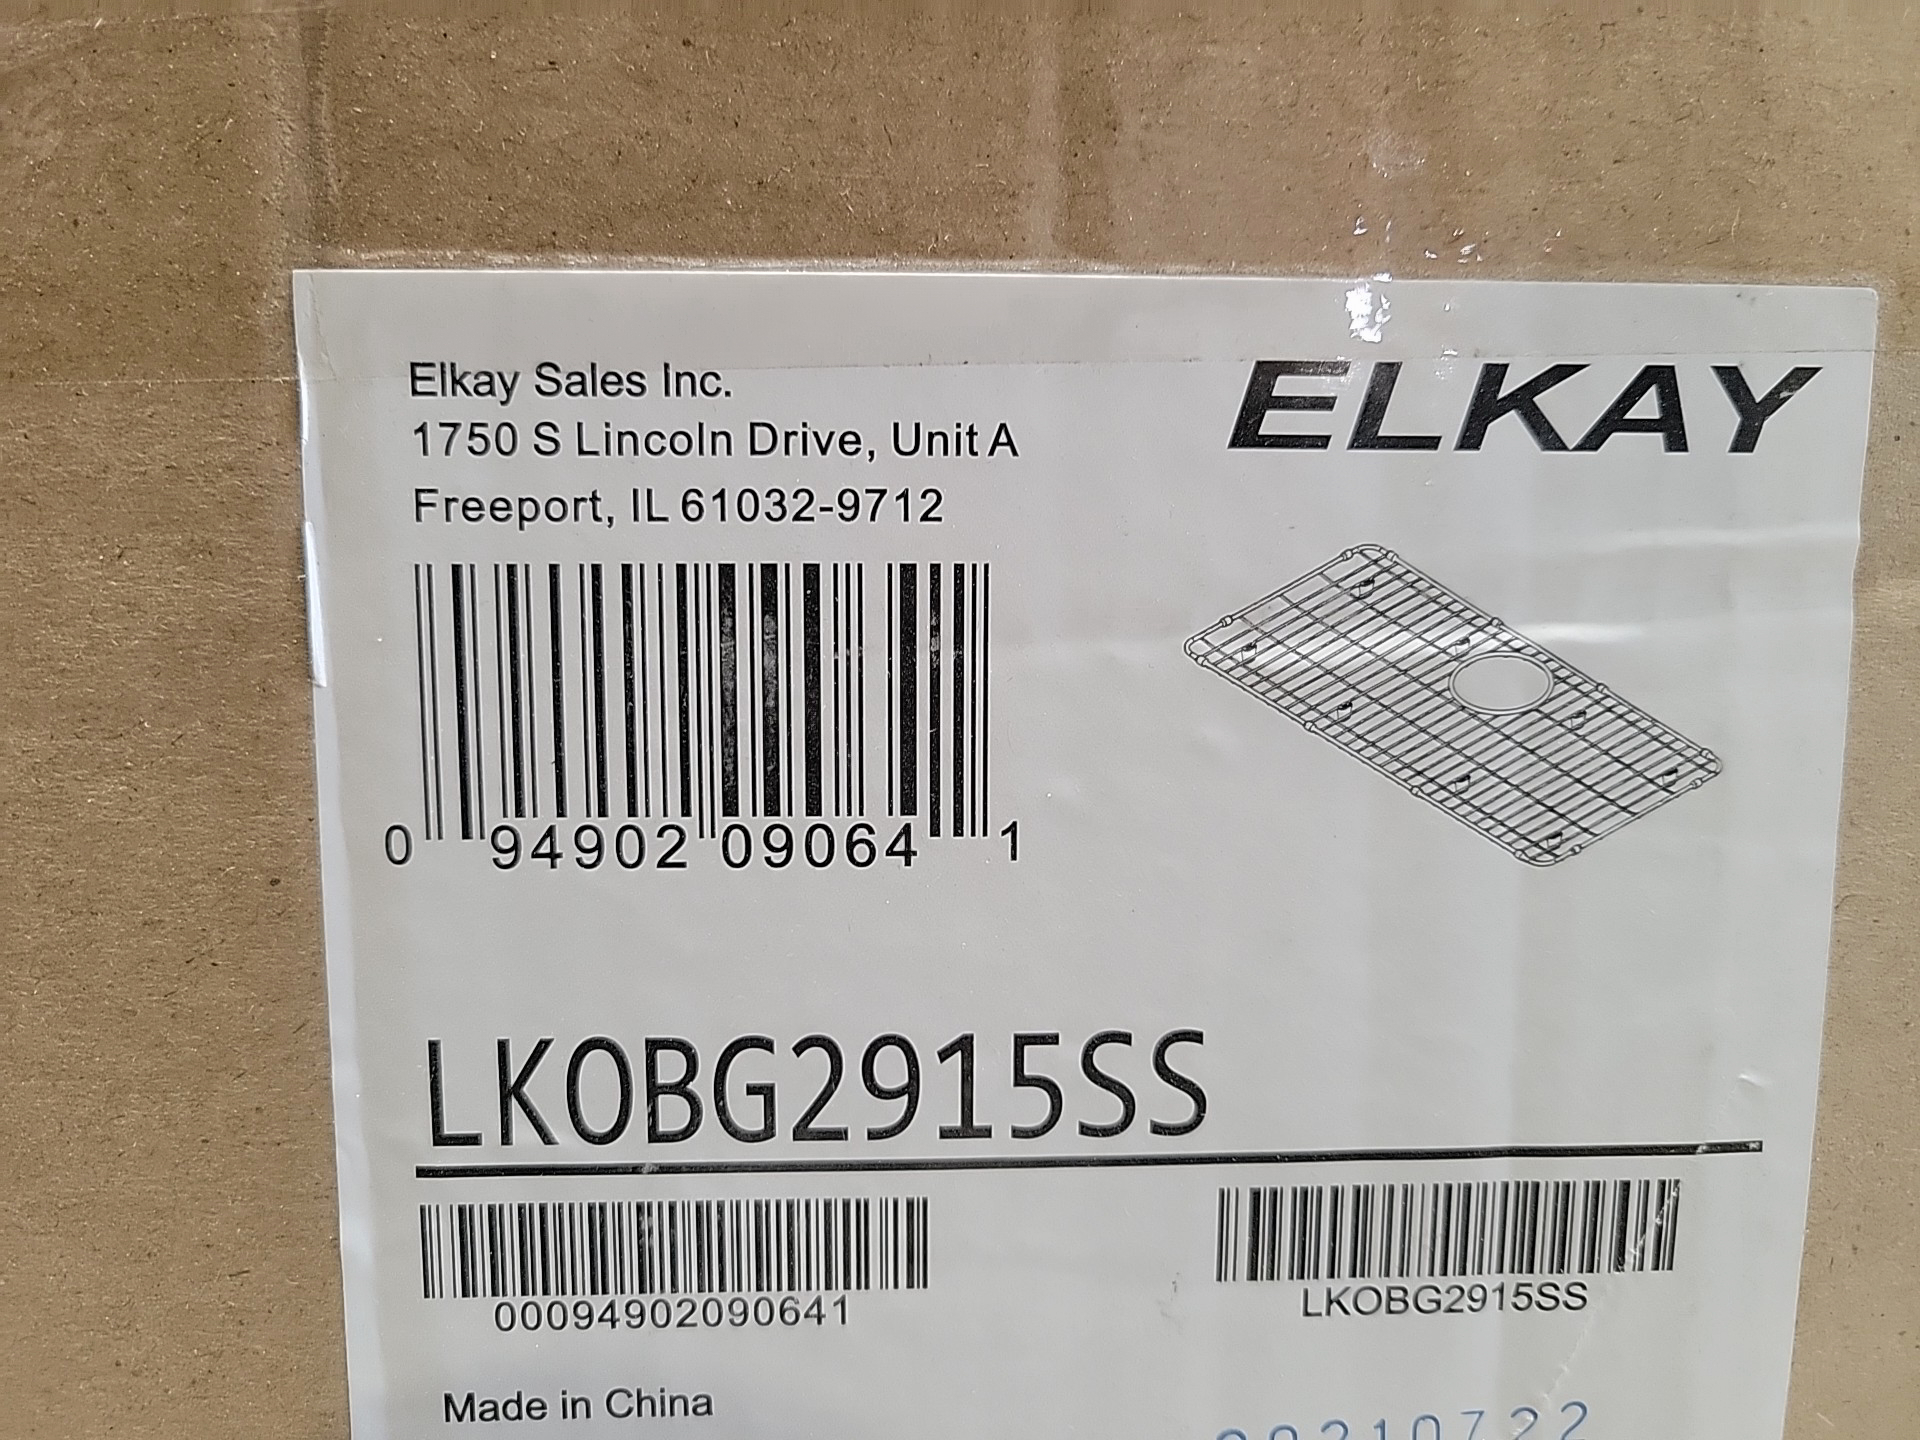 Elkay Sales Inc.
1750 S Lincoln Drive, Unit A
Freeport, IL 61032-9712
ELKAY
0 94902 09064 1
LKOBG2915SS
00094902090641
LKOBG2915SS
Made in China